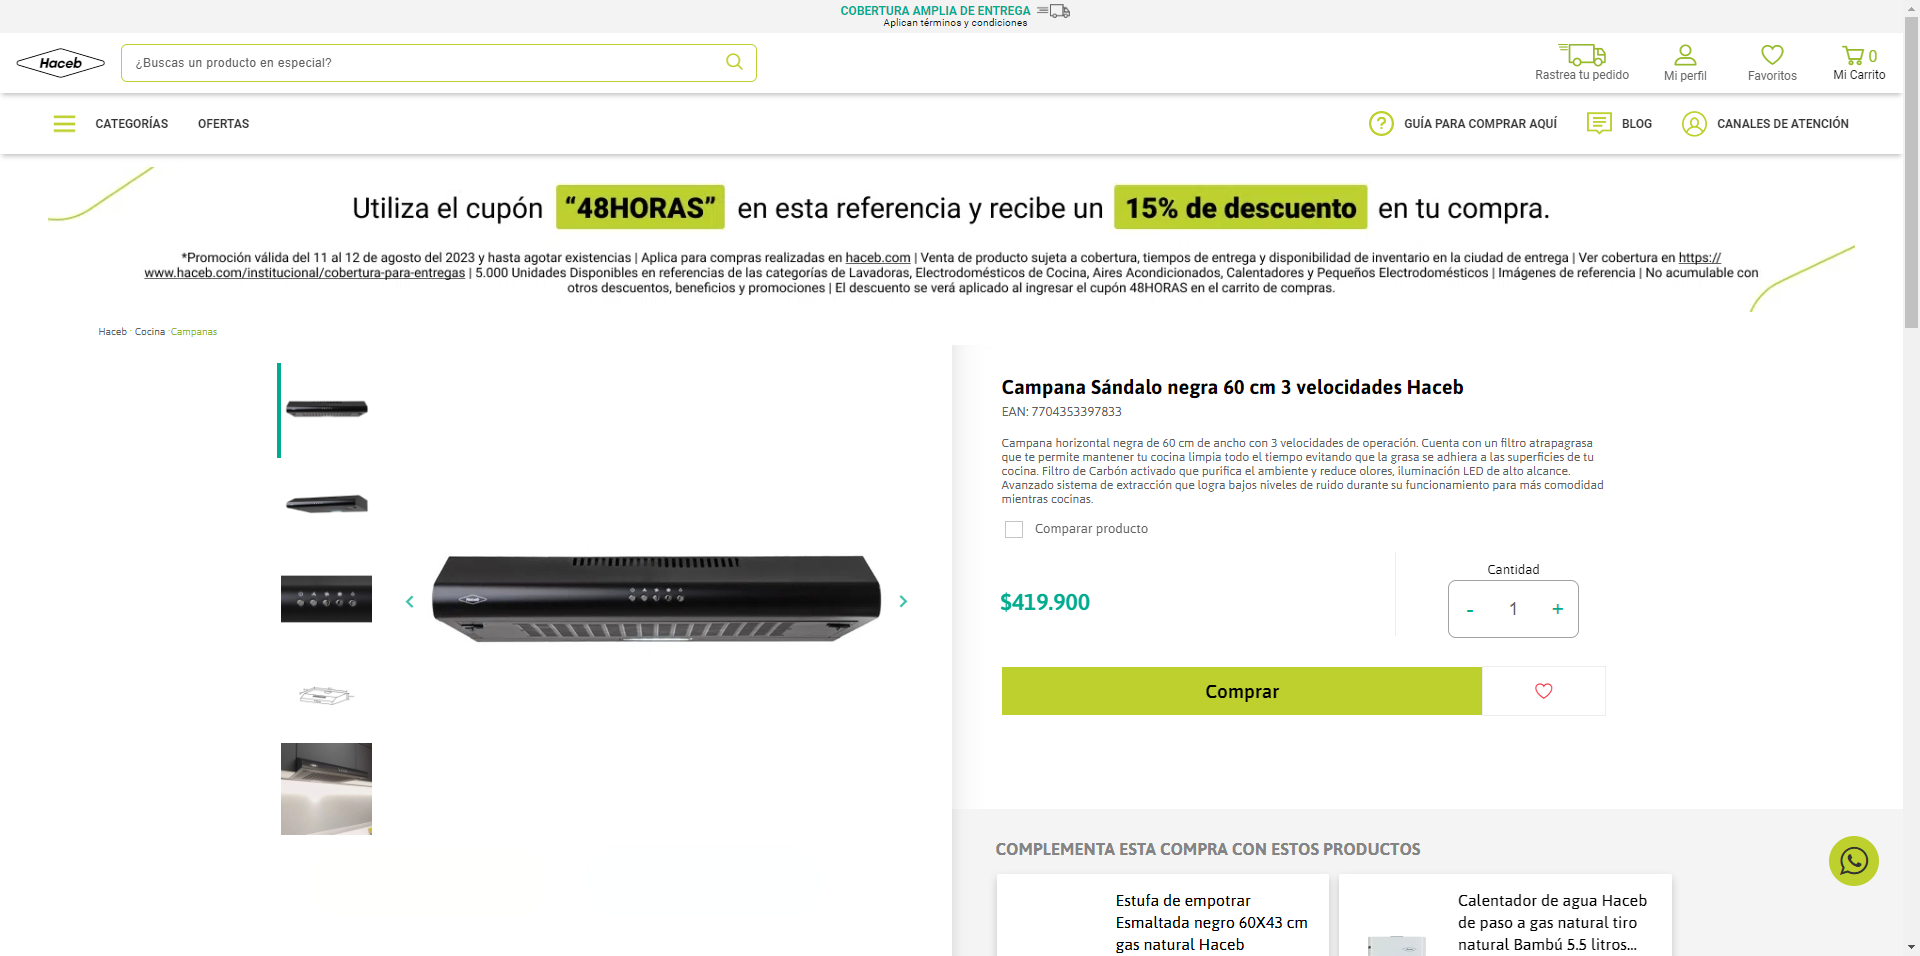 COBERTURA AMPLIA DE ENTREGA
Aplican términos y condiciones
Haceb
¿Buscas un producto en especial?
Rastrea tu pedido
Mi perfil
Favoritos
0
Mi Carrito
CATEGORÍAS
OFERTAS
GUÍA PARA COMPRAR AQUÍ
BLOG
CANALES DE ATENCIÓN
Utiliza el cupón “48HORAS” en esta referencia y recibe un 15% de descuento en tu compra.
*Promoción válida del 11 al 12 de agosto del 2023 y hasta agotar existencias | Aplica para compras realizadas en haceb.com | Venta de producto sujeta a cobertura, tiempos de entrega y disponibilidad de inventario en la ciudad de entrega | Ver cobertura en https://
www.haceb.com/institucional/cobertura-para-entregas | 5.000 Unidades Disponibles en referencias de las categorías de Lavadoras, Electrodomésticos de Cocina, Aires Acondicionados, Calentadores y Pequeños Electrodomésticos | Imágenes de referencia | No acumulable con
otros descuentos, beneficios y promociones | El descuento se verá aplicado al ingresar el cupón 48HORAS en el carrito de compras.
Haceb · Cocina ·Campanas
Haceb
Campana Sándalo negra 60 cm 3 velocidades Haceb
EAN: 7704353397833
Campana horizontal negra de 60 cm de ancho con 3 velocidades de operación. Cuenta con un filtro atrapagrasa
que te permite mantener tu cocina limpia todo el tiempo evitando que la grasa se adhiera a las superficies de tu
cocina. Filtro de Carbón activado que purifica el ambiente y reduce olores, iluminación LED de alto alcance.
Avanzado sistema de extracción que logra bajos niveles de ruido durante su funcionamiento para más comodidad
mientras cocinas.
Comparar producto
Cantidad
$419.900
- 1 +
Comprar
COMPLEMENTA ESTA COMPRA CON ESTOS PRODUCTOS
Estufa de empotrar
Esmaltada negro 60X43 cm
gas natural Haceb
Calentador de agua Haceb
de paso a gas natural tiro
natural Bambú 5.5 litros...